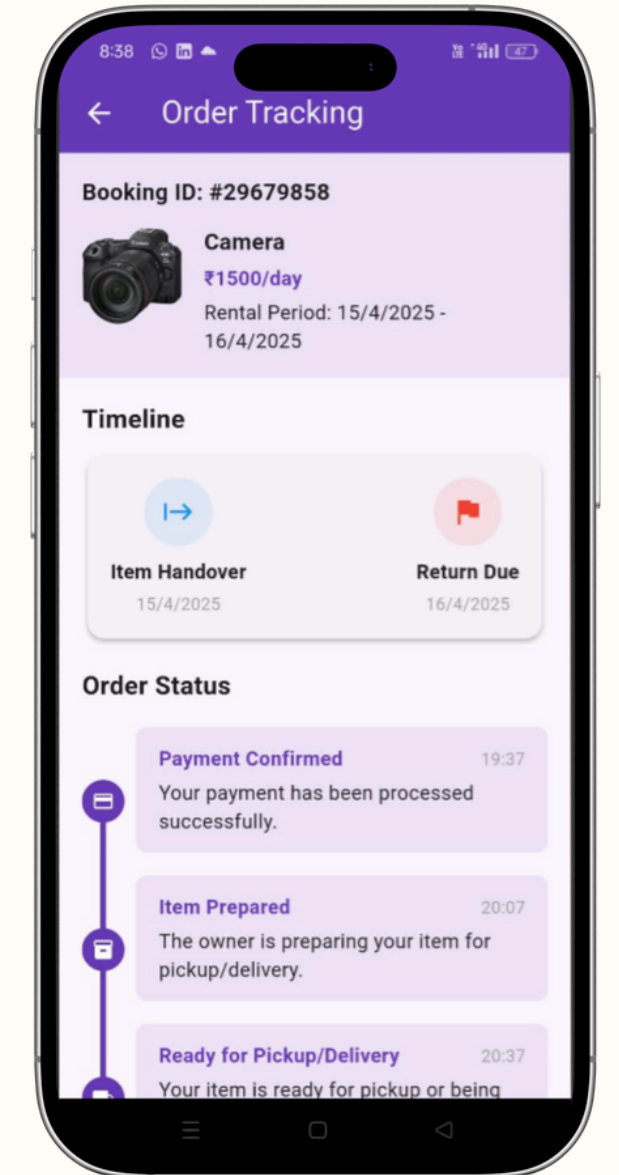 8:38
47
Order Tracking
Booking ID: #29679858
Canon
Camera
₹1500/day
Rental Period: 15/4/2025 -
16/4/2025
Timeline
Item Handover
15/4/2025
Return Due
16/4/2025
Order Status
Payment Confirmed
19:37
Your payment has been processed
successfully.
Item Prepared
20:07
The owner is preparing your item for
pickup/delivery.
Ready for Pickup/Delivery
20:37
Your item is ready for pickup or being